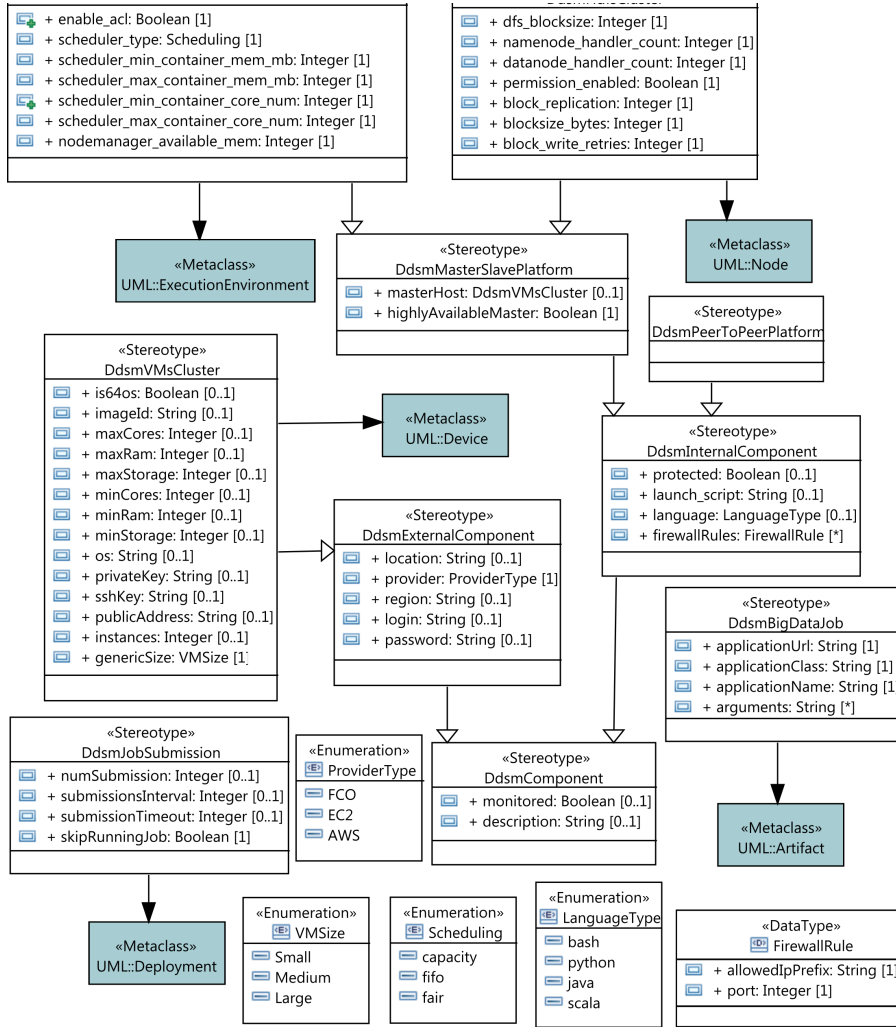 + enable_acl: Boolean [1]
+ scheduler_type: Scheduling [1]
+ scheduler_min_container_mem_mb: Integer [1]
+ scheduler_max_container_mem_mb: Integer [1]
+ scheduler_min_container_core_num: Integer [1]
+ scheduler_max_container_core_num: Integer [1]
+ nodemanager_available_mem: Integer [1]
+ dfs_blocksize: Integer [1]
+ namenode_handler_count: Integer [1]
+ datanode_handler_count: Integer [1]
+ permission_enabled: Boolean [1]
+ block_replication: Integer [1]
+ blocksize_bytes: Integer [1]
+ block_write_retries: Integer [1]
«Metaclass»
UML::ExecutionEnvironment
«Stereotype»
DdsmMasterSlavePlatform
+ masterHost: DdsmVMsCluster [0..1]
+ highlyAvailableMaster: Boolean [1]
«Metaclass»
UML::Node
«Stereotype»
DdsmPeerToPeerPlatform
«Stereotype»
DdsmVMsCluster
+ is64os: Boolean [0..1]
+ imageId: String [0..1]
+ maxCores: Integer [0..1]
+ maxRam: Integer [0..1]
+ maxStorage: Integer [0..1]
+ minCores: Integer [0..1]
+ minRam: Integer [0..1]
+ minStorage: Integer [0..1]
+ os: String [0..1]
+ privateKey: String [0..1]
+ sshKey: String [0..1]
+ publicAddress: String [0..1]
+ instances: Integer [0..1]
+ genericSize: VMSize [1]
«Metaclass»
UML::Device
«Stereotype»
DdsmInternalComponent
+ protected: Boolean [0..1]
+ launch_script: String [0..1]
+ language: LanguageType [0..1]
+ firewallRules: FirewallRule [*]
«Stereotype»
DdsmExternalComponent
+ location: String [0..1]
+ provider: ProviderType [1]
+ region: String [0..1]
+ login: String [0..1]
+ password: String [0..1]
«Stereotype»
DdsmBigDataJob
+ applicationUrl: String [1]
+ applicationClass: String [1]
+ applicationName: String [1
+ arguments: String [*]
«Stereotype»
DdsmJobSubmission
+ numSubmission: Integer [0..1]
+ submissionsInterval: Integer [0..1]
+ submissionTimeout: Integer [0..1]
+ skipRunningJob: Boolean [1]
«Enumeration»
ProviderType
FCO
EC2
AWS
«Stereotype»
DdsmComponent
+ monitored: Boolean [0..1]
+ description: String [0..1]
«Metaclass»
UML::Artifact
«Metaclass»
UML::Deployment
«Enumeration»
VMSize
Small
Medium
Large
«Enumeration»
Scheduling
capacity
fifo
fair
«Enumeration»
LanguageType
bash
python
java
scala
«DataType»
FirewallRule
+ allowedIpPrefix: String [1]
+ port: Integer [1]